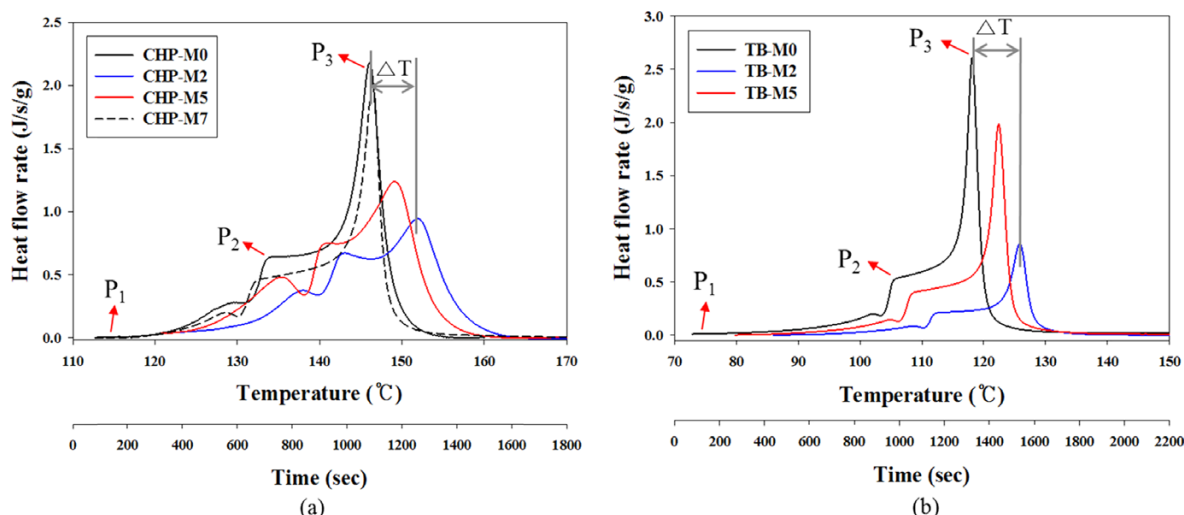 2.5
2.0
1.5
1.0
0.5
0.0
Heat flow rate (J/s/g)
CHP-M0
CHP-M2
CHP-M5
CHP-M7
P1
P2
P3
△T
110 120 130 140 150 160 170
Temperature (℃)
0 200 400 600 800 1000 1200 1400 1600 1800
Time (sec)
(a)
3.0
2.5
2.0
1.5
1.0
0.5
0.0
Heat flow rate (J/s/g)
TB-M0
TB-M2
TB-M5
P1
P2
P3
△T
70 80 90 100 110 120 130 140 150
Temperature (℃)
0 200 400 600 800 1000 1200 1400 1600 1800 2000 2200
Time (sec)
(b)